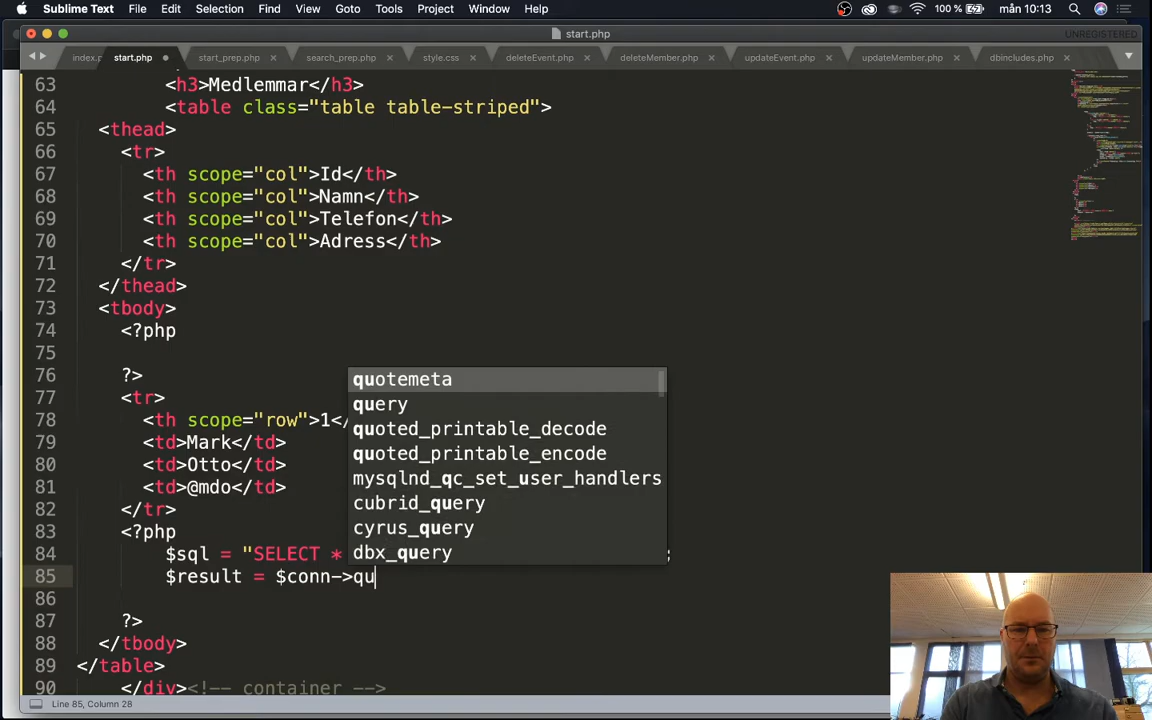 Sublime Text File Edit Selection Find View Goto Tools Project Window Help 100 % mån 10:13
start.php UNREGISTERED
index.p start.php start_prep.php search_prep.php style.css deleteEvent.php deleteMember.php updateEvent.php updateMember.php dbincludes.php
63 <h3>Medlemmar</h3>
64 <table class="table table-striped">
65 <thead>
66 <tr>
67 <th scope="col">Id</th>
68 <th scope="col">Namn</th>
69 <th scope="col">Telefon</th>
70 <th scope="col">Adress</th>
71 </tr>
72 </thead>
73 <tbody>
74 <?php
75
76 ?>
77 <tr>
78 <th scope="row">1</
79 <td>Mark</td>
80 <td>Otto</td>
81 <td>@mdo</td>
82 </tr>
83 <?php
84 $sql = "SELECT * ;
85 $result = $conn->qu
86
87 ?>
88 </tbody>
89 </table>
90 </div><!-- container -->
quotemeta
query
quoted_printable_decode
quoted_printable_encode
mysqlnd_qc_set_user_handlers
cubrid_query
cyrus_query
dbx_query
Line 85, Column 28